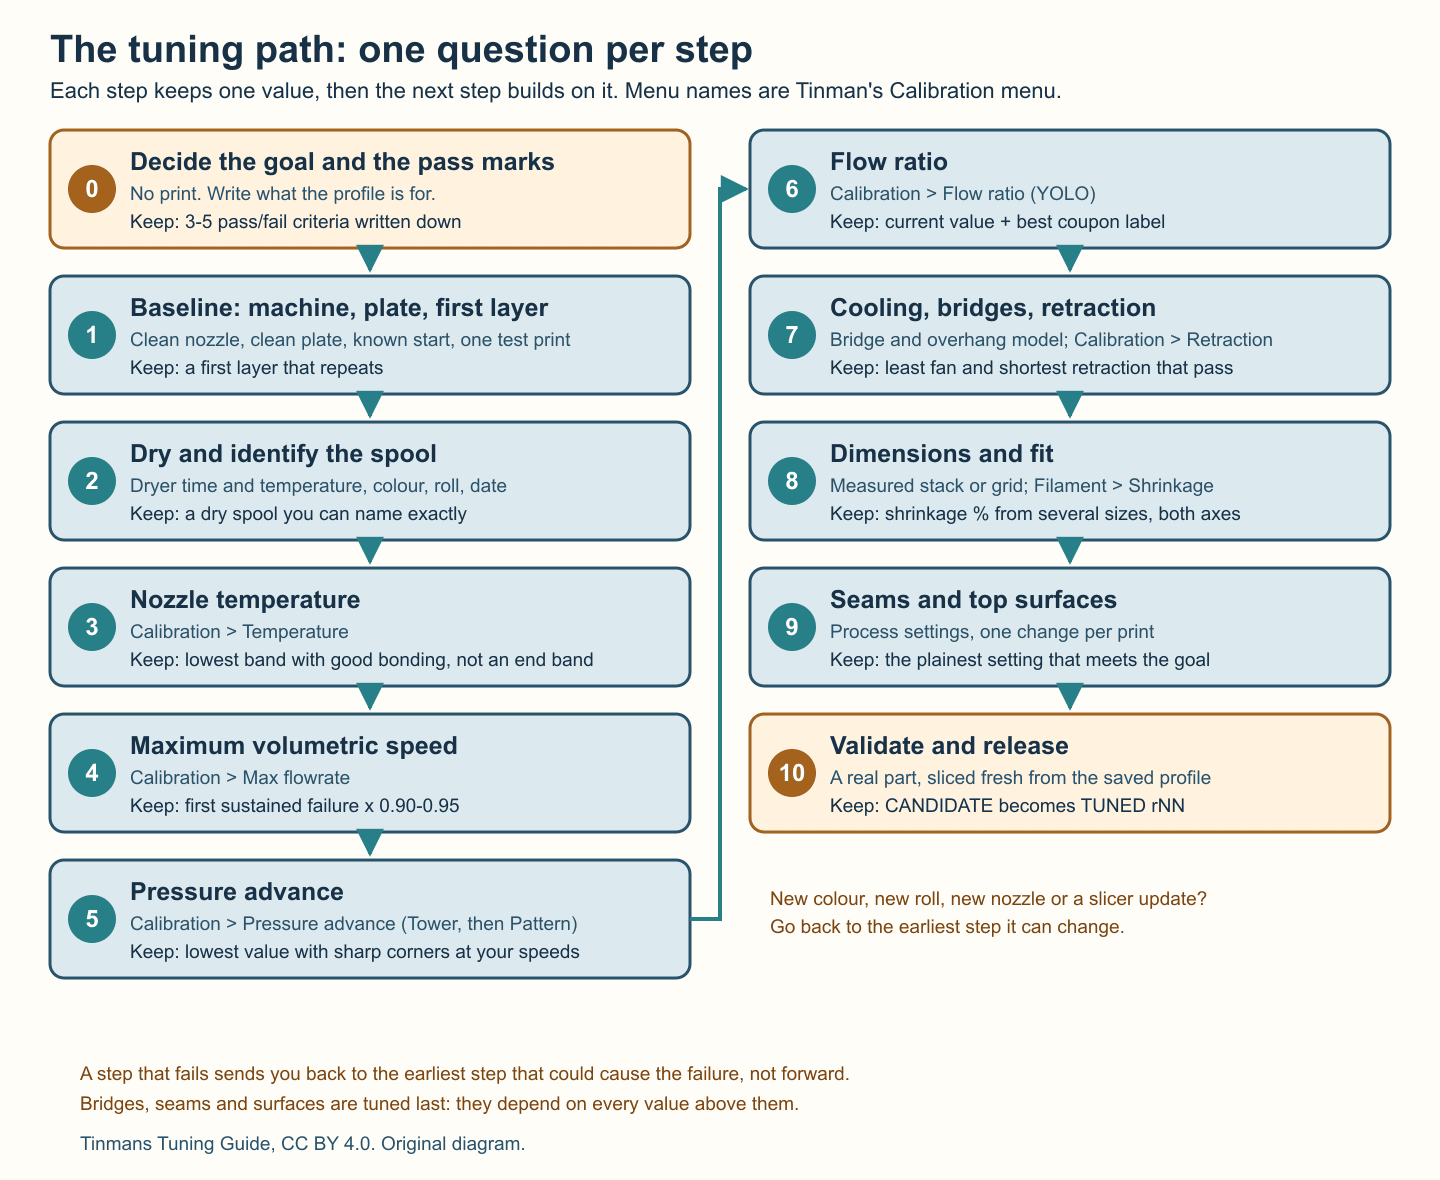 The tuning path: one question per step
Each step keeps one value, then the next step builds on it. Menu names are Tinman's Calibration menu.
0
Decide the goal and the pass marks
No print. Write what the profile is for.
Keep: 3-5 pass/fail criteria written down
1
Baseline: machine, plate, first layer
Clean nozzle, clean plate, known start, one test print
Keep: a first layer that repeats
2
Dry and identify the spool
Dryer time and temperature, colour, roll, date
Keep: a dry spool you can name exactly
3
Nozzle temperature
Calibration > Temperature
Keep: lowest band with good bonding, not an end band
4
Maximum volumetric speed
Calibration > Max flowrate
Keep: first sustained failure x 0.90-0.95
5
Pressure advance
Calibration > Pressure advance (Tower, then Pattern)
Keep: lowest value with sharp corners at your speeds
6
Flow ratio
Calibration > Flow ratio (YOLO)
Keep: current value + best coupon label
7
Cooling, bridges, retraction
Bridge and overhang model; Calibration > Retraction
Keep: least fan and shortest retraction that pass
8
Dimensions and fit
Measured stack or grid; Filament > Shrinkage
Keep: shrinkage % from several sizes, both axes
9
Seams and top surfaces
Process settings, one change per print
Keep: the plainest setting that meets the goal
10
Validate and release
A real part, sliced fresh from the saved profile
Keep: CANDIDATE becomes TUNED rNN
New colour, new roll, new nozzle or a slicer update?
Go back to the earliest step it can change.
A step that fails sends you back to the earliest step that could cause the failure, not forward.
Bridges, seams and surfaces are tuned last: they depend on every value above them.
Tinmans Tuning Guide, CC BY 4.0. Original diagram.